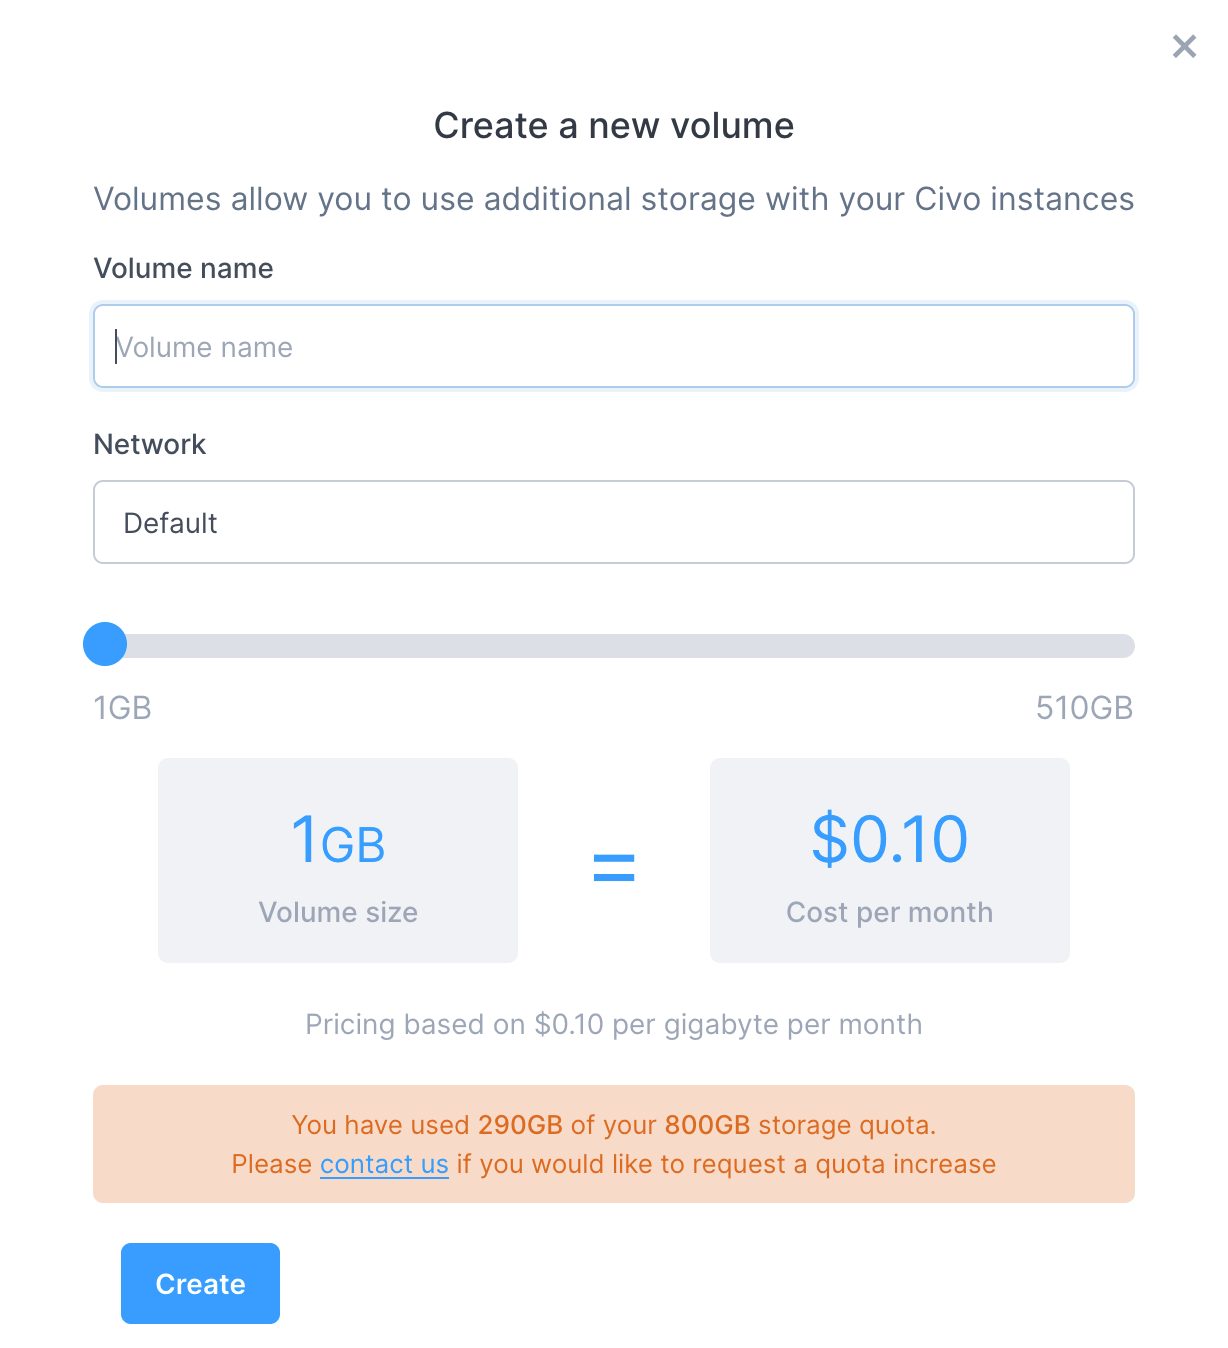 Create a new volume
Volumes allow you to use additional storage with your Civo instances
Volume name
Volume name
Network
Default
1GB
510GB
1GB
Volume size
=
$0.10
Cost per month
Pricing based on $0.10 per gigabyte per month
You have used 290GB of your 800GB storage quota.
Please contact us if you would like to request a quota increase
Create